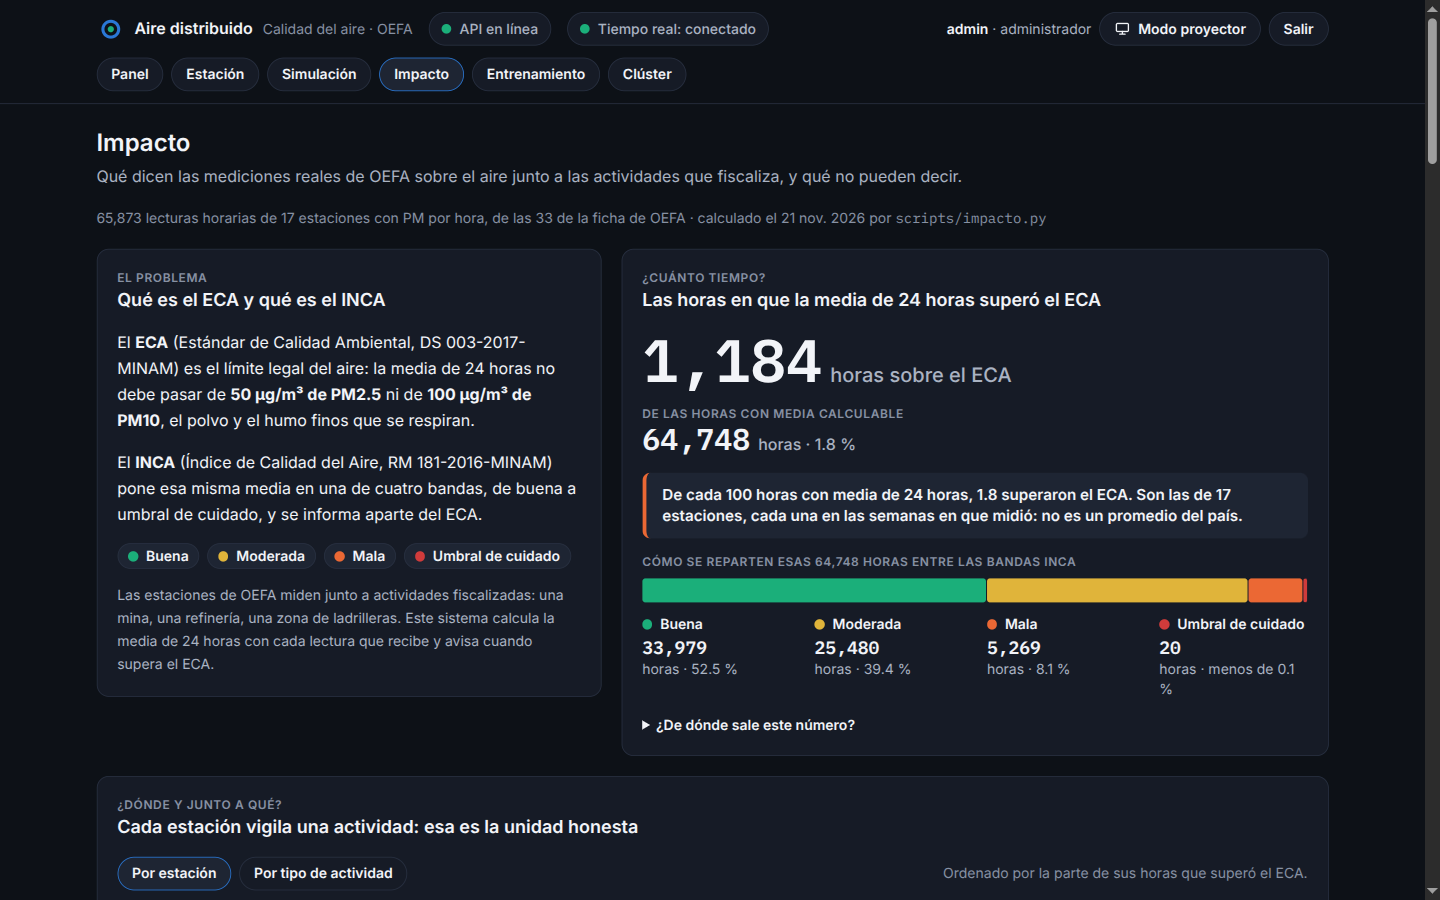 Aire distribuido Calidad del aire · OEFA API en línea Tiempo real: conectado admin · administrador Modo proyector Salir
Panel Estación Simulación Impacto Entrenamiento Clúster
Impacto
Qué dicen las mediciones reales de OEFA sobre el aire junto a las actividades que fiscaliza, y qué no pueden decir.
65,873 lecturas horarias de 17 estaciones con PM por hora, de las 33 de la ficha de OEFA · calculado el 21 nov. 2026 por scripts/impacto.py
EL PROBLEMA
Qué es el ECA y qué es el INCA
El ECA (Estándar de Calidad Ambiental, DS 003-2017-
MINAM) es el límite legal del aire: la media de 24 horas no
debe pasar de 50 µg/m³ de PM2.5 ni de 100 µg/m³ de
PM10, el polvo y el humo finos que se respiran.
El INCA (Índice de Calidad del Aire, RM 181-2016-MINAM)
pone esa misma media en una de cuatro bandas, de buena a
umbral de cuidado, y se informa aparte del ECA.
Buena Moderada Mala Umbral de cuidado
Las estaciones de OEFA miden junto a actividades fiscalizadas: una
mina, una refinería, una zona de ladrilleras. Este sistema calcula la
media de 24 horas con cada lectura que recibe y avisa cuando
supera el ECA.
¿CUÁNTO TIEMPO?
Las horas en que la media de 24 horas superó el ECA
1,184 horas sobre el ECA
DE LAS HORAS CON MEDIA CALCULABLE
64,748 horas · 1.8 %
De cada 100 horas con media de 24 horas, 1.8 superaron el ECA. Son las de 17
estaciones, cada una en las semanas en que midió: no es un promedio del país.
CÓMO SE REPARTEN ESAS 64,748 HORAS ENTRE LAS BANDAS INCA
Buena Moderada Mala Umbral de cuidado
33,979 25,480 5,269 20
horas · 52.5 % horas · 39.4 % horas · 8.1 % horas · menos de 0.1
%
¿De dónde sale este número?
¿DÓNDE Y JUNTO A QUÉ?
Cada estación vigila una actividad: esa es la unidad honesta
Por estación Por tipo de actividad Ordenado por la parte de sus horas que superó el ECA.